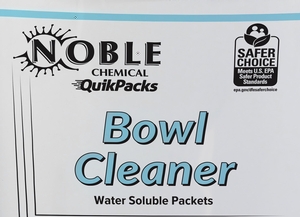 NOBLE
CHEMICAL
QuikPacks
SAFER
CHOICE
Meets U.S. EPA
Safer Product
Standards
epa.gov/saferchoice
Bowl
Cleaner
Water Soluble Packets